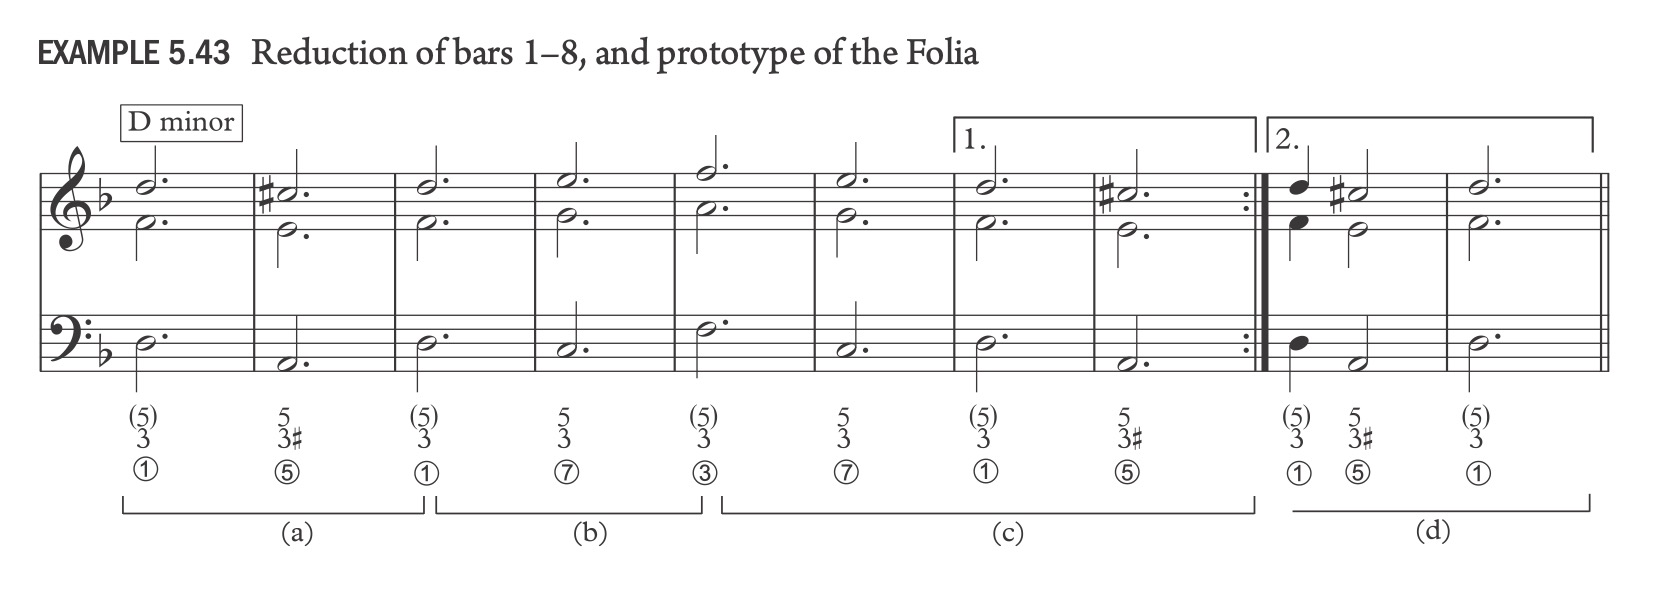 EXAMPLE 5.43 Reduction of bars 1–8, and prototype of the Folia
D minor
1. 2.
(5) 5 (5) 5 (5) 5 (5) 5 (5) 5 (5)
3 3♯ 3 3 3 3 3 3♯ 3 3♯ 3
① ⑤ ① ⑦ ③ ⑦ ① ⑤ ① ⑤ ①
(a) (b) (c) (d)